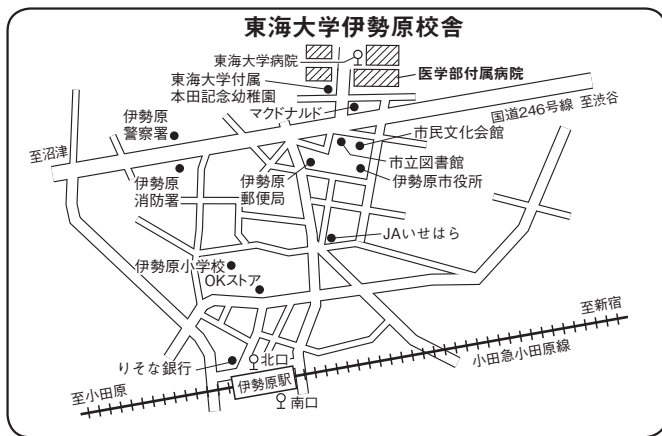 東海大学伊勢原校舎
東海大学病院
医学部付属病院
東海大学付属
本田記念幼稚園
マクドナルド
国道246号線
至渋谷
伊勢原
警察署
市民文化会館
至沼津
市立図書館
伊勢原
消防署
伊勢原
郵便局
伊勢原市役所
JAいせはら
伊勢原小学校
OKストア
至新宿
りそな銀行
北口
小田急小田原線
伊勢原駅
至小田原
南口